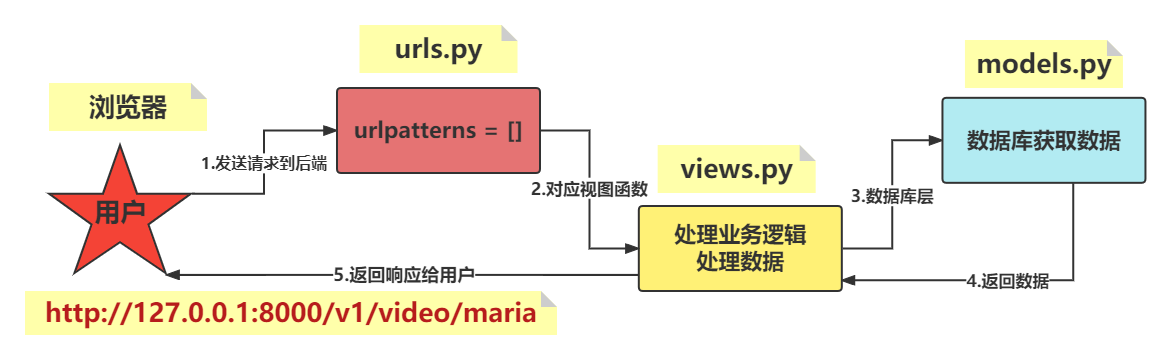 浏览器
用户
http://127.0.0.1:8000/v1/video/maria
1.发送请求到后端
urls.py
urlpatterns = []
2.对应视图函数
views.py
处理业务逻辑
处理数据
3.数据库层
models.py
数据库获取数据
4.返回数据
5.返回响应给用户